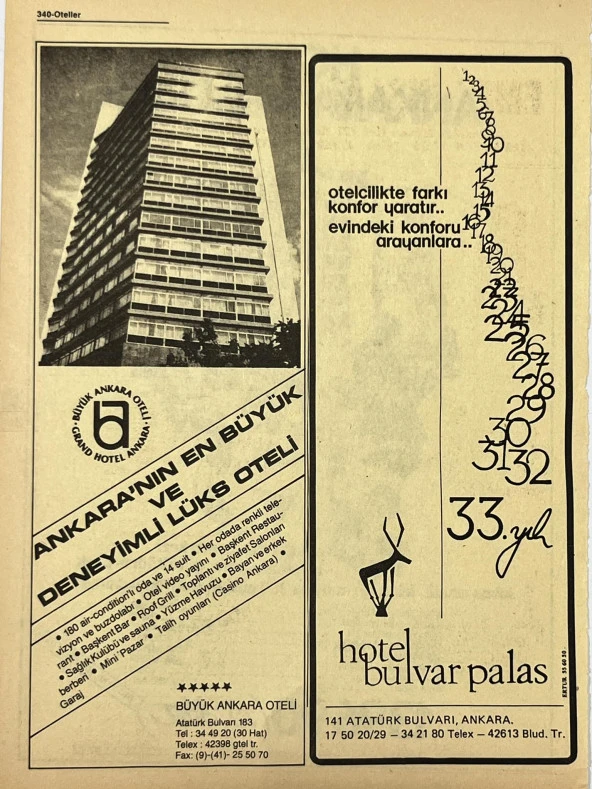 340-Oteller
BÜYÜK ANKARA OTELİ
GRAND HOTEL ANKARA
ANKARA'NIN EN BÜYÜK
VE
DENEYİMLİ LÜKS OTELİ
• 180 air-condition'lı oda ve 14 suit • Her odada renkli tele-
vizyon ve buzdolabı • Otel video yayını • Başkent Restau-
rant • Başkent Bar • Roof Grill • Toplantı ve ziyafet Salonları
• Sağlık Kulübü ve sauna • Yüzme Havuzu • Bayan ve erkek
berberi • Mini Pazar • Talih oyunları (Casino Ankara) •
Garaj
★★★★★
BÜYÜK ANKARA OTELİ
Atatürk Bulvarı 183
Tel : 34 49 20 (30 Hat)
Telex : 42398 gtel tr.
Fax: (9)-(41)- 25 50 70
otelcilikte farkı
konfor yaratır..
evindeki konforu
arayanlara..
1
2
3
4
5
6
7
8
9
10
11
12
13
14
15
16
17
18
19
20
21
22
23
24
25
26
27
28
29
30
31
32
33.yılı
hotel
bulvar palas
ERTUR 35 60 30
141 ATATÜRK BULVARI, ANKARA.
17 50 20/29 – 34 21 80 Telex – 42613 Blud. Tr.